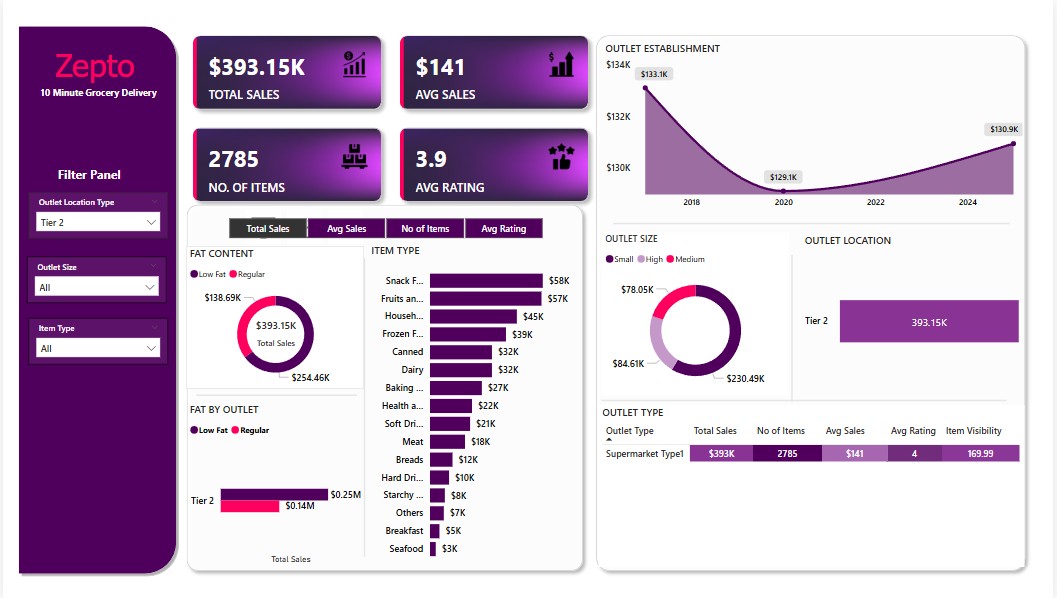 Zepto
10 Minute Grocery Delivery
Filter Panel
Outlet Location Type
Tier 2
Outlet Size
All
Item Type
All
$393.15K
TOTAL SALES
$141
AVG SALES
2785
NO. OF ITEMS
3.9
AVG RATING
Total Sales Avg Sales No of Items Avg Rating
FAT CONTENT
Low Fat Regular
$138.69K
$393.15K
Total Sales
$254.46K
FAT BY OUTLET
Low Fat Regular
Tier 2 $0.25M
$0.14M
Total Sales
ITEM TYPE
Snack F... $58K
Fruits an... $57K
Househ... $45K
Frozen F... $39K
Canned $32K
Dairy $32K
Baking ... $27K
Health a... $22K
Soft Dri... $21K
Meat $18K
Breads $12K
Hard Dri... $10K
Starchy ... $8K
Others $7K
Breakfast $5K
Seafood $3K
OUTLET ESTABLISHMENT
$134K
$133.1K
$132K
$130.9K
$130K
$129.1K
2018 2020 2022 2024
OUTLET SIZE
Small High Medium
$78.05K
$84.61K
$230.49K
OUTLET LOCATION
Tier 2 393.15K
OUTLET TYPE
Outlet Type Total Sales No of Items Avg Sales Avg Rating Item Visibility
Supermarket Type1 $393K 2785 $141 4 169.99